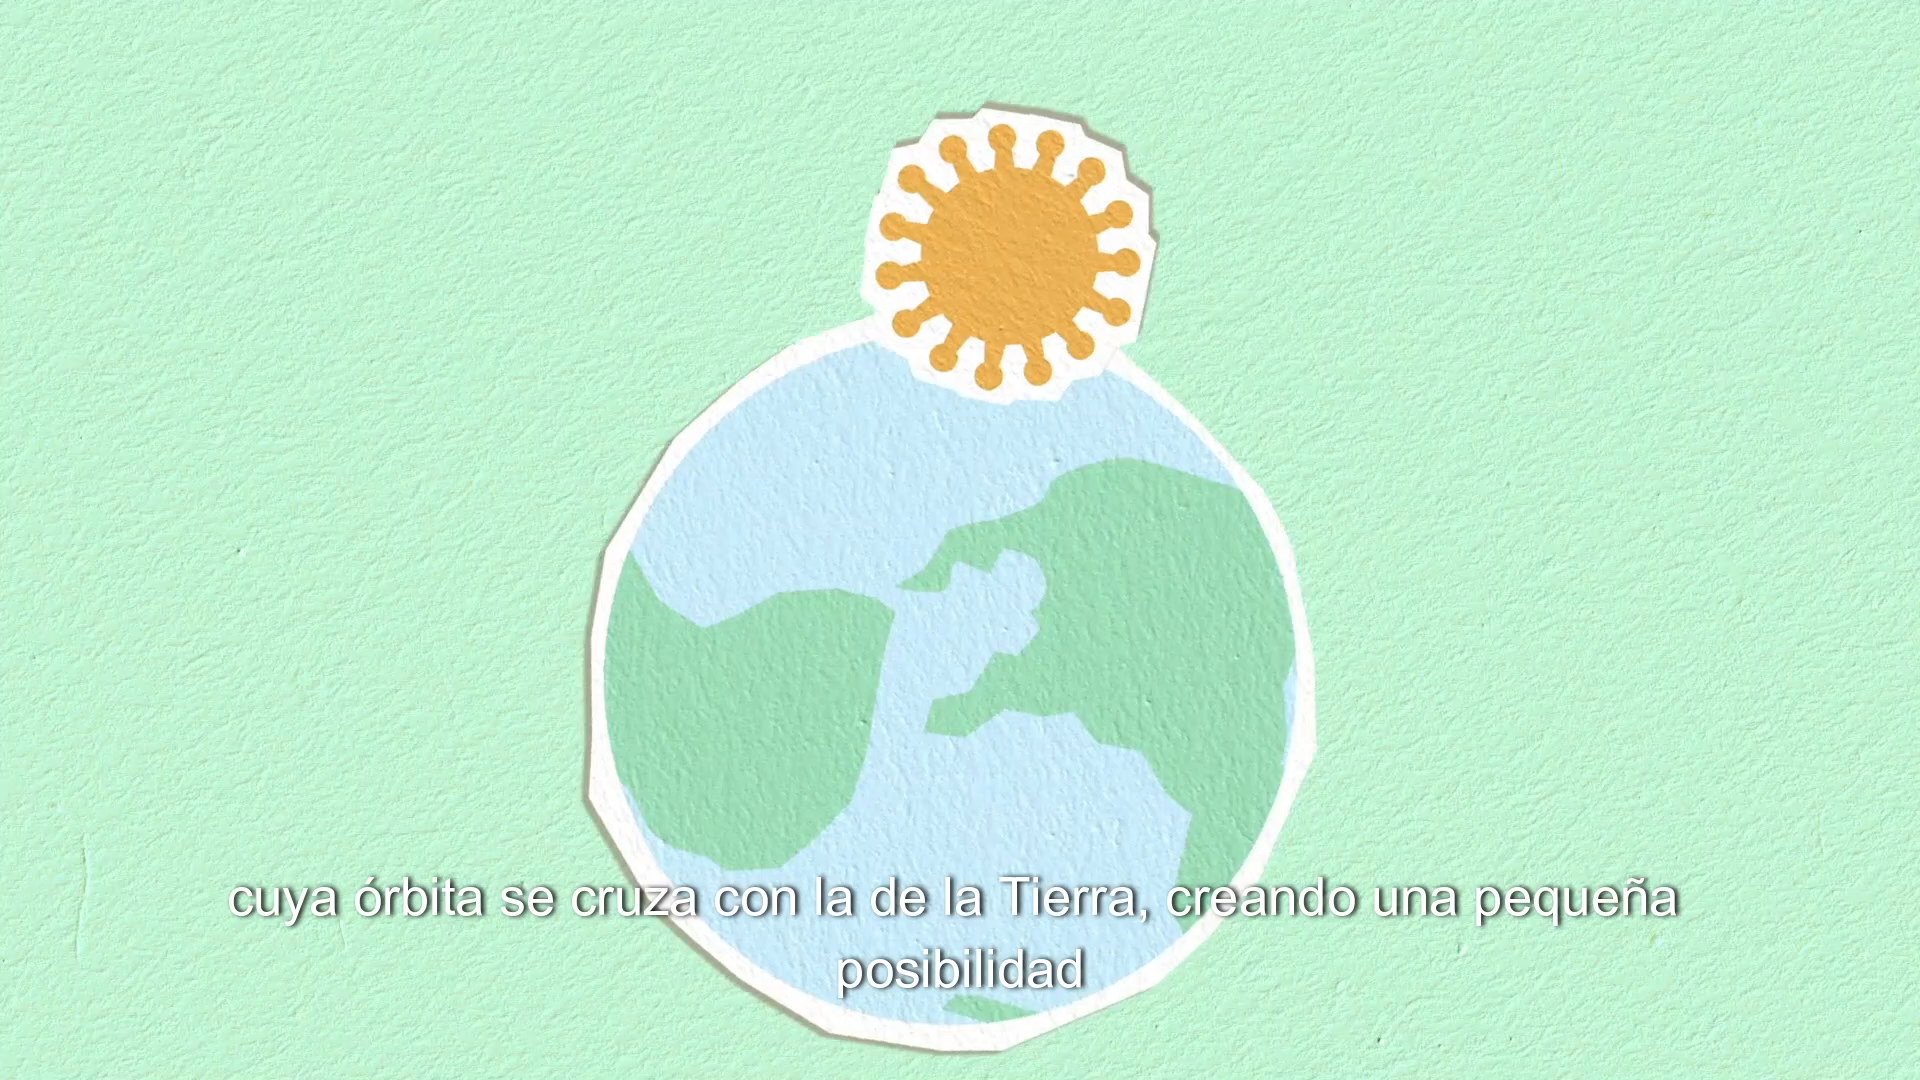 cuya órbita se cruza con la de la Tierra, creando una pequeña
posibilidad